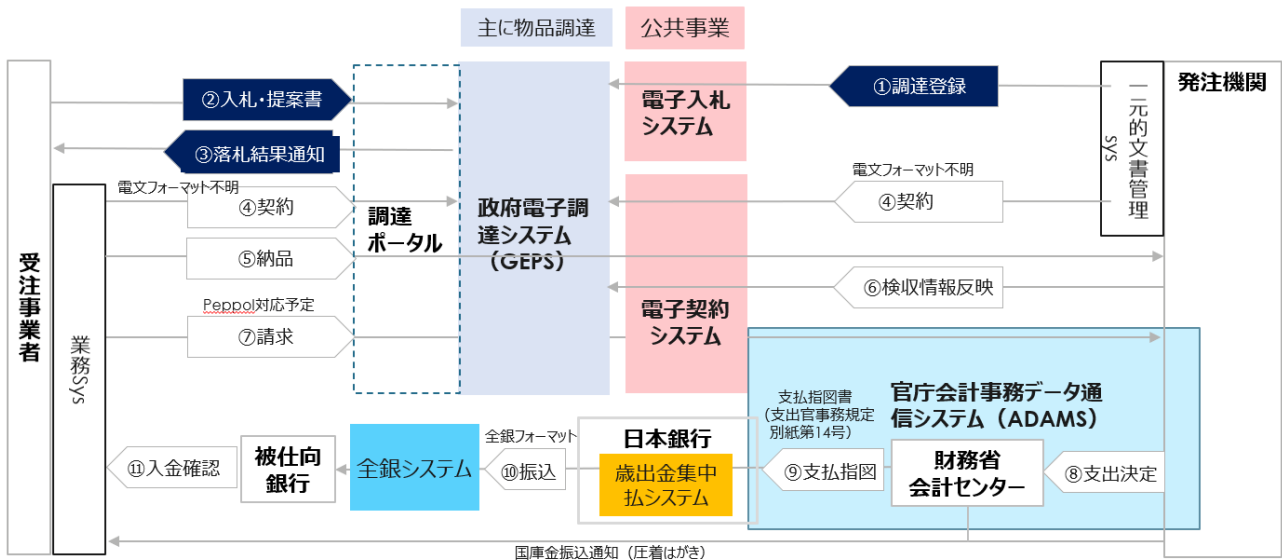 主に物品調達
公共事業
発注機関
①調達登録
②入札・提案書
電子入札
システム
③落札結果通知
一元的文書管理
sys
電文フォーマット不明
電文フォーマット不明
④契約
④契約
調達
ポータル
政府電子調
達システム
（GEPS）
⑤納品
⑥検収情報反映
受注事業者
Peppol対応予定
電子契約
システム
⑦請求
業務Sys
支払指図書
（支出官事務規定
別紙第14号）
官庁会計事務データ通
信システム（ADAMS）
全銀フォーマット
日本銀行
⑪入金確認
被仕向
銀行
全銀システム
⑩振込
歳出金集中
払システム
⑨支払指図
財務省
会計センター
⑧支出決定
国庫金振込通知（圧着はがき）